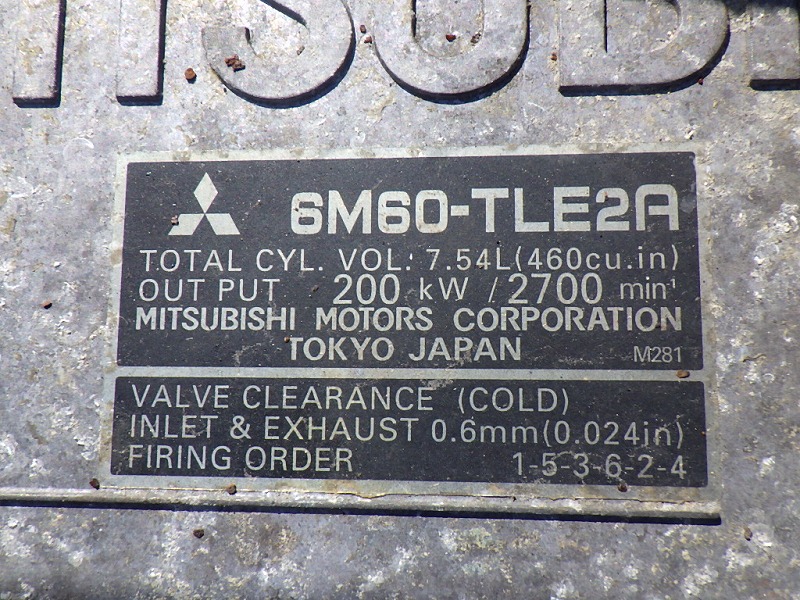 TSUBI
6M60-TLE2A
TOTAL CYL. VOL: 7.54L(460cu.in)
OUT PUT 200 kW / 2700 min⁻¹
MITSUBISHI MOTORS CORPORATION
TOKYO JAPAN M281
VALVE CLEARANCE (COLD)
INLET & EXHAUST 0.6mm(0.024in)
FIRING ORDER 1-5-3-6-2-4